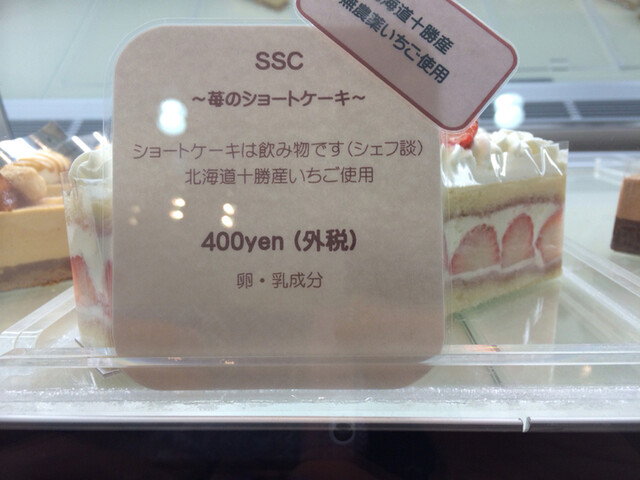 SSC
～苺のショートケーキ～
ショートケーキは飲み物です(シェフ談)
北海道十勝産いちご使用
400yen (外税)
卵・乳成分
海道十勝産
無農薬いちご使用